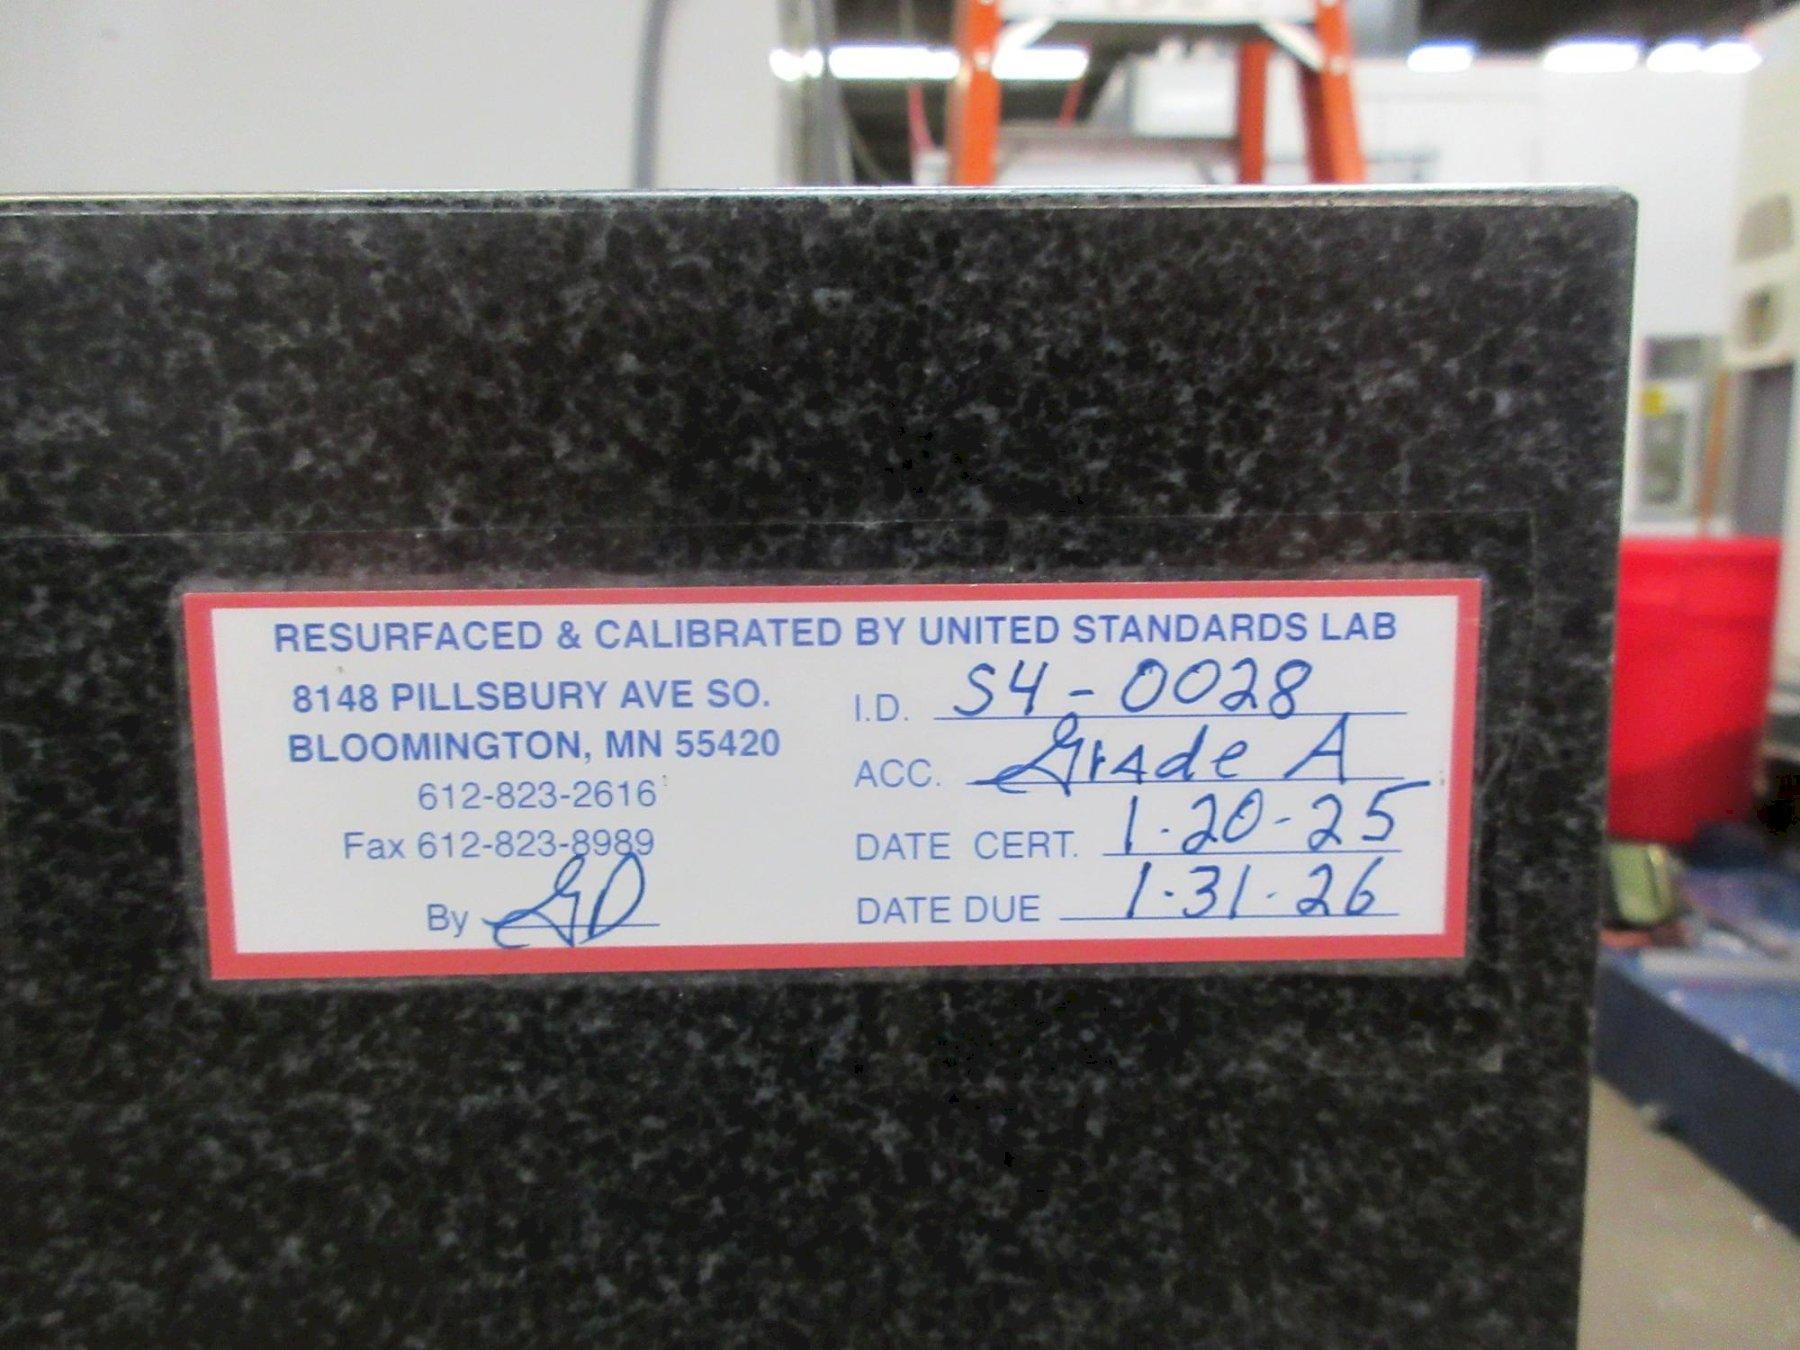 RESURFACED & CALIBRATED BY UNITED STANDARDS LAB
8148 PILLSBURY AVE SO.
BLOOMINGTON, MN 55420
612-823-2616
Fax 612-823-8989
By GD
I.D. S4-0028
ACC. Grade A
DATE CERT. 1-20-25
DATE DUE 1-31-26